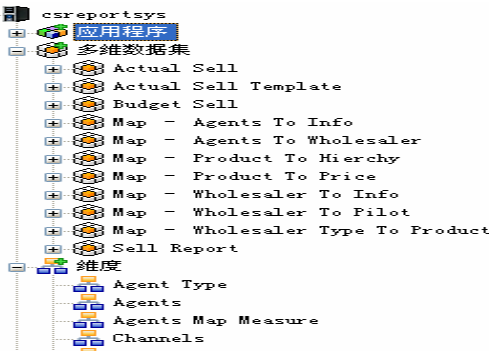 csreportsys
应用程序
多维数据集
Actual Sell
Actual Sell Template
Budget Sell
Map - Agents To Info
Map - Agents To Wholesaler
Map - Product To Hierchy
Map - Product To Price
Map - Wholesaler To Info
Map - Wholesaler To Pilot
Map - Wholesaler Type To Product
Sell Report
维度
Agent Type
Agents
Agents Map Measure
Channels